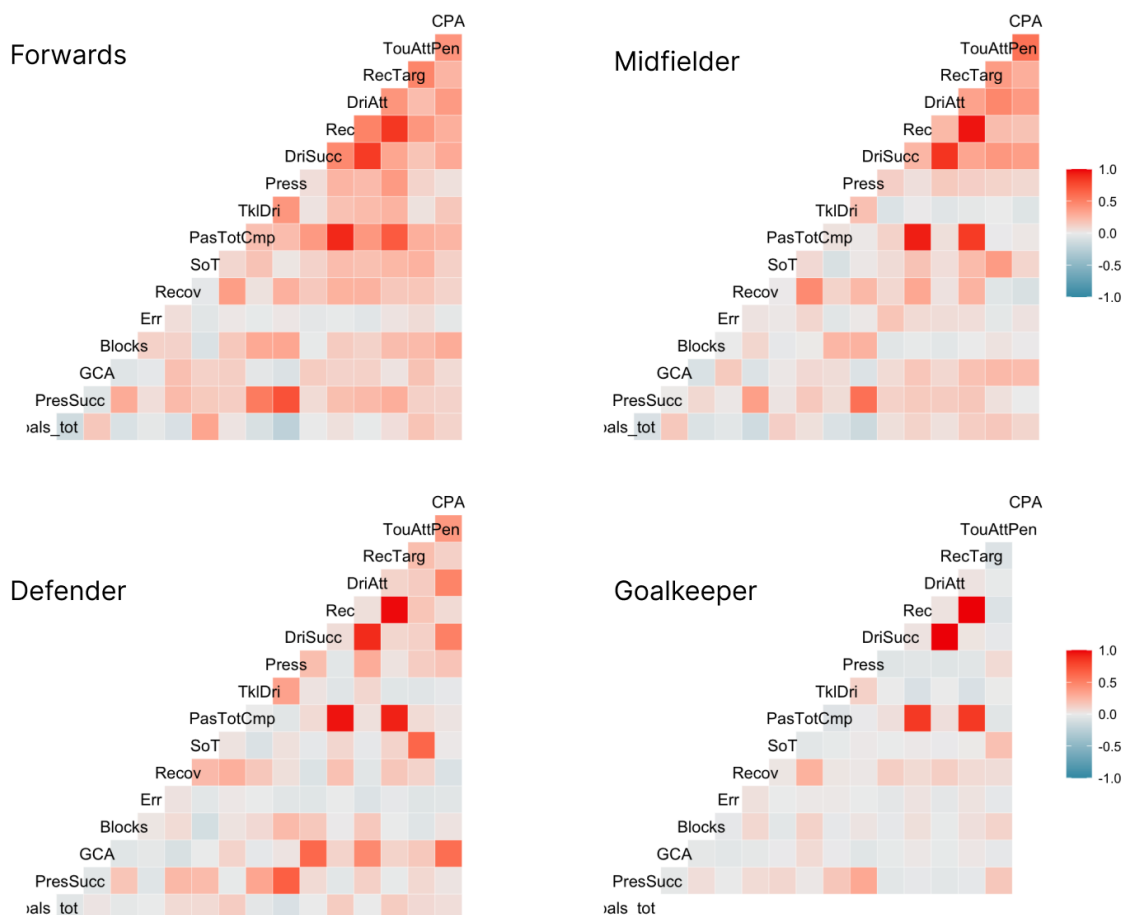 Forwards
CPA
TouAttPen
RecTarg
DriAtt
Rec
DriSucc
Press
TklDri
PasTotCmp
SoT
Recov
Err
Blocks
GCA
PresSucc
oals_tot
Midfielder
CPA
TouAttPen
RecTarg
DriAtt
Rec
DriSucc
Press
TklDri
PasTotCmp
SoT
Recov
Err
Blocks
GCA
PresSucc
oals_tot
1.0
0.5
0.0
-0.5
-1.0
Defender
CPA
TouAttPen
RecTarg
DriAtt
Rec
DriSucc
Press
TklDri
PasTotCmp
SoT
Recov
Err
Blocks
GCA
PresSucc
oals_tot
Goalkeeper
CPA
TouAttPen
RecTarg
DriAtt
Rec
DriSucc
Press
TklDri
PasTotCmp
SoT
Recov
Err
Blocks
GCA
PresSucc
oals_tot
1.0
0.5
0.0
-0.5
-1.0